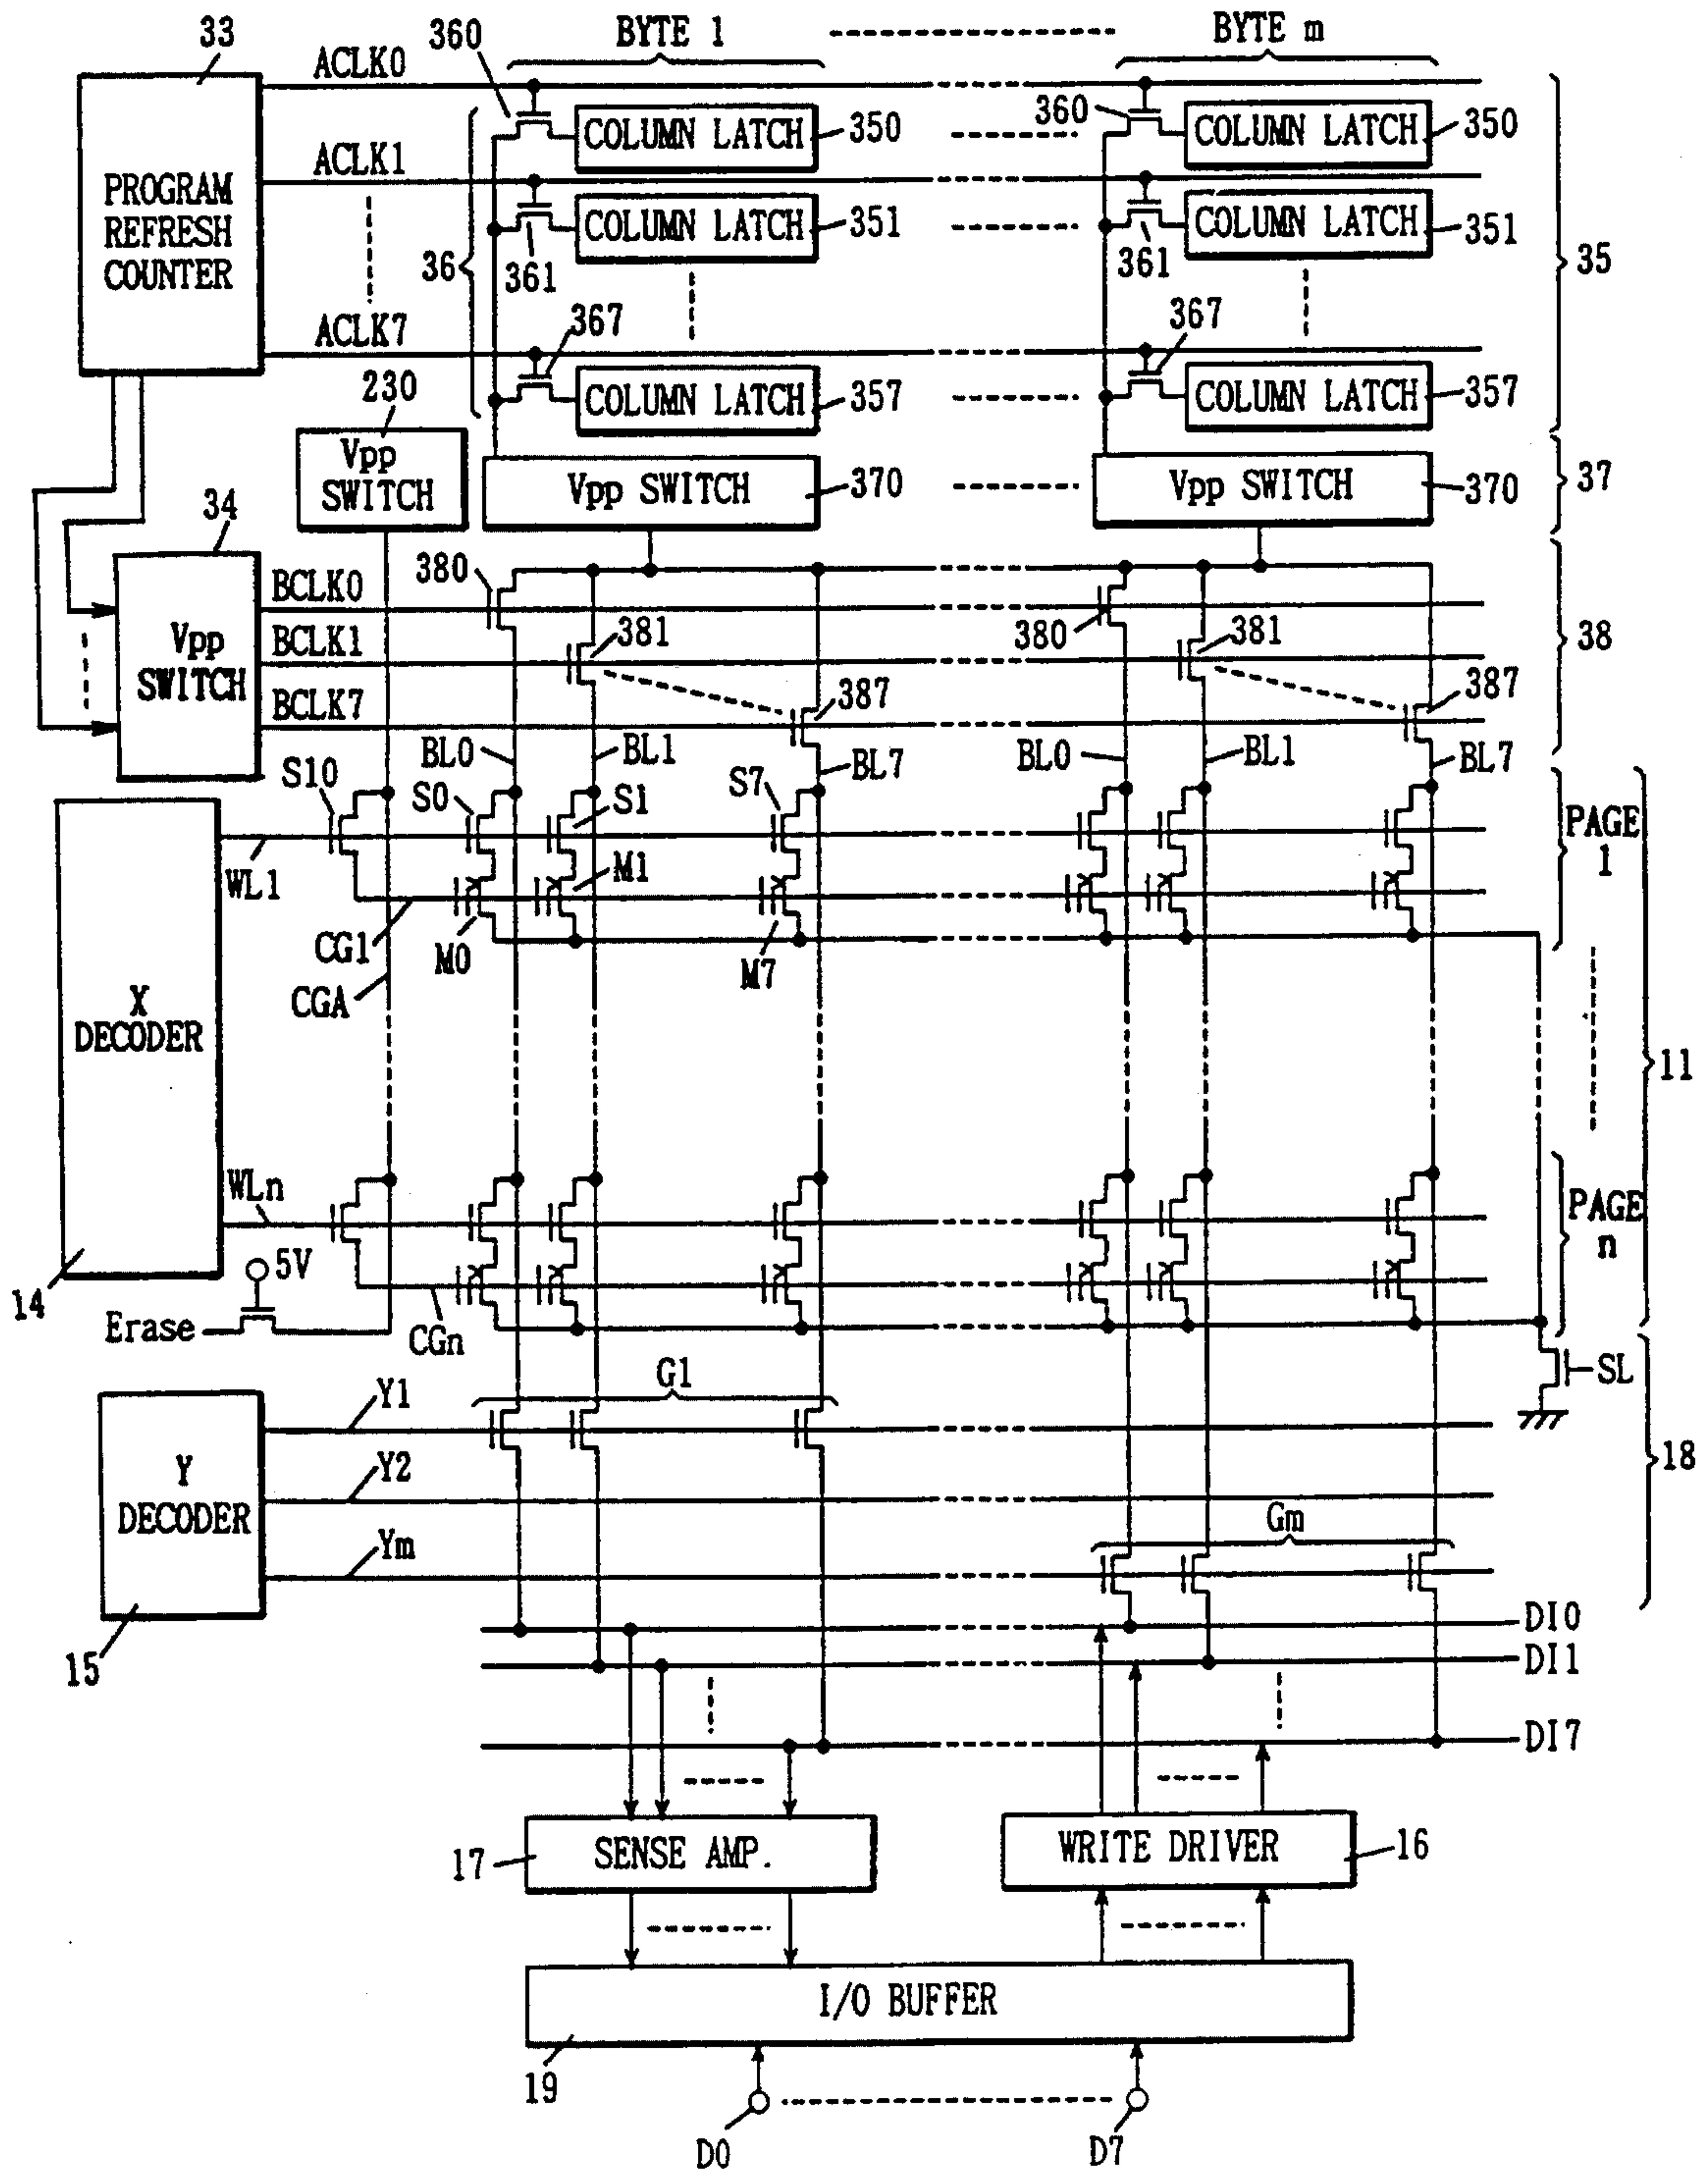 33
360
BYTE 1
BYTE m
ACLK0
PROGRAM
REFRESH
COUNTER
COLUMN LATCH
350
360
COLUMN LATCH
350
ACLK1
36
361
COLUMN LATCH
351
361
COLUMN LATCH
351
35
ACLK7
367
367
COLUMN LATCH
357
COLUMN LATCH
357
230
Vpp
SWITCH
Vpp SWITCH
370
Vpp SWITCH
370
37
34
Vpp
SWITCH
BCLK0
380
380
38
BCLK1
381
381
BCLK7
387
387
BL0
BL1
BL7
BL0
BL1
BL7
S10
S0
S1
S7
PAGE
1
WL1
M1
CG1
M0
M7
CGA
X
DECODER
11
WLn
PAGE
n
14
5V
Erase
CGn
SL
Y
DECODER
Y1
G1
18
Y2
Ym
Gm
15
DI0
DI1
DI7
17
SENSE AMP.
WRITE DRIVER
16
I/O BUFFER
19
D0
D7